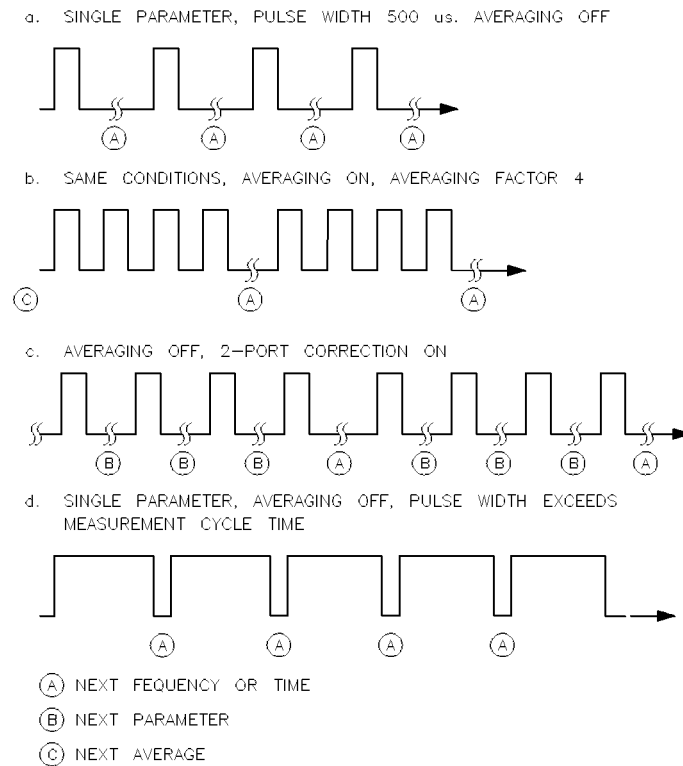 a. SINGLE PARAMETER, PULSE WIDTH 500 us. AVERAGING OFF
A A A A
b. SAME CONDITIONS, AVERAGING ON, AVERAGING FACTOR 4
C A A
c. AVERAGING OFF, 2-PORT CORRECTION ON
B B B A B B B A
d. SINGLE PARAMETER, AVERAGING OFF, PULSE WIDTH EXCEEDS
MEASUREMENT CYCLE TIME
A A A A
A NEXT FEQUENCY OR TIME
B NEXT PARAMETER
C NEXT AVERAGE